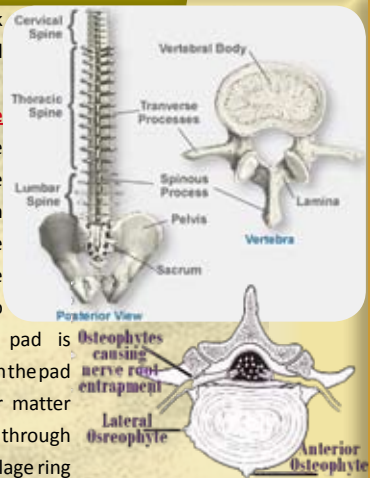 Cervical
Spine
Vertebral Body
Thoracic
Spine
Tranverse
Processes
Lumbar
Spine
Spinous
Process
Lamina
Pelvis
Vertebra
Sacrum
Posterior View
pad is
n the pad
r matter
through
lage ring
Osteophytes
causing
nerve root
entrapment
Lateral
Osreophyte
Anterior
Osteophyte